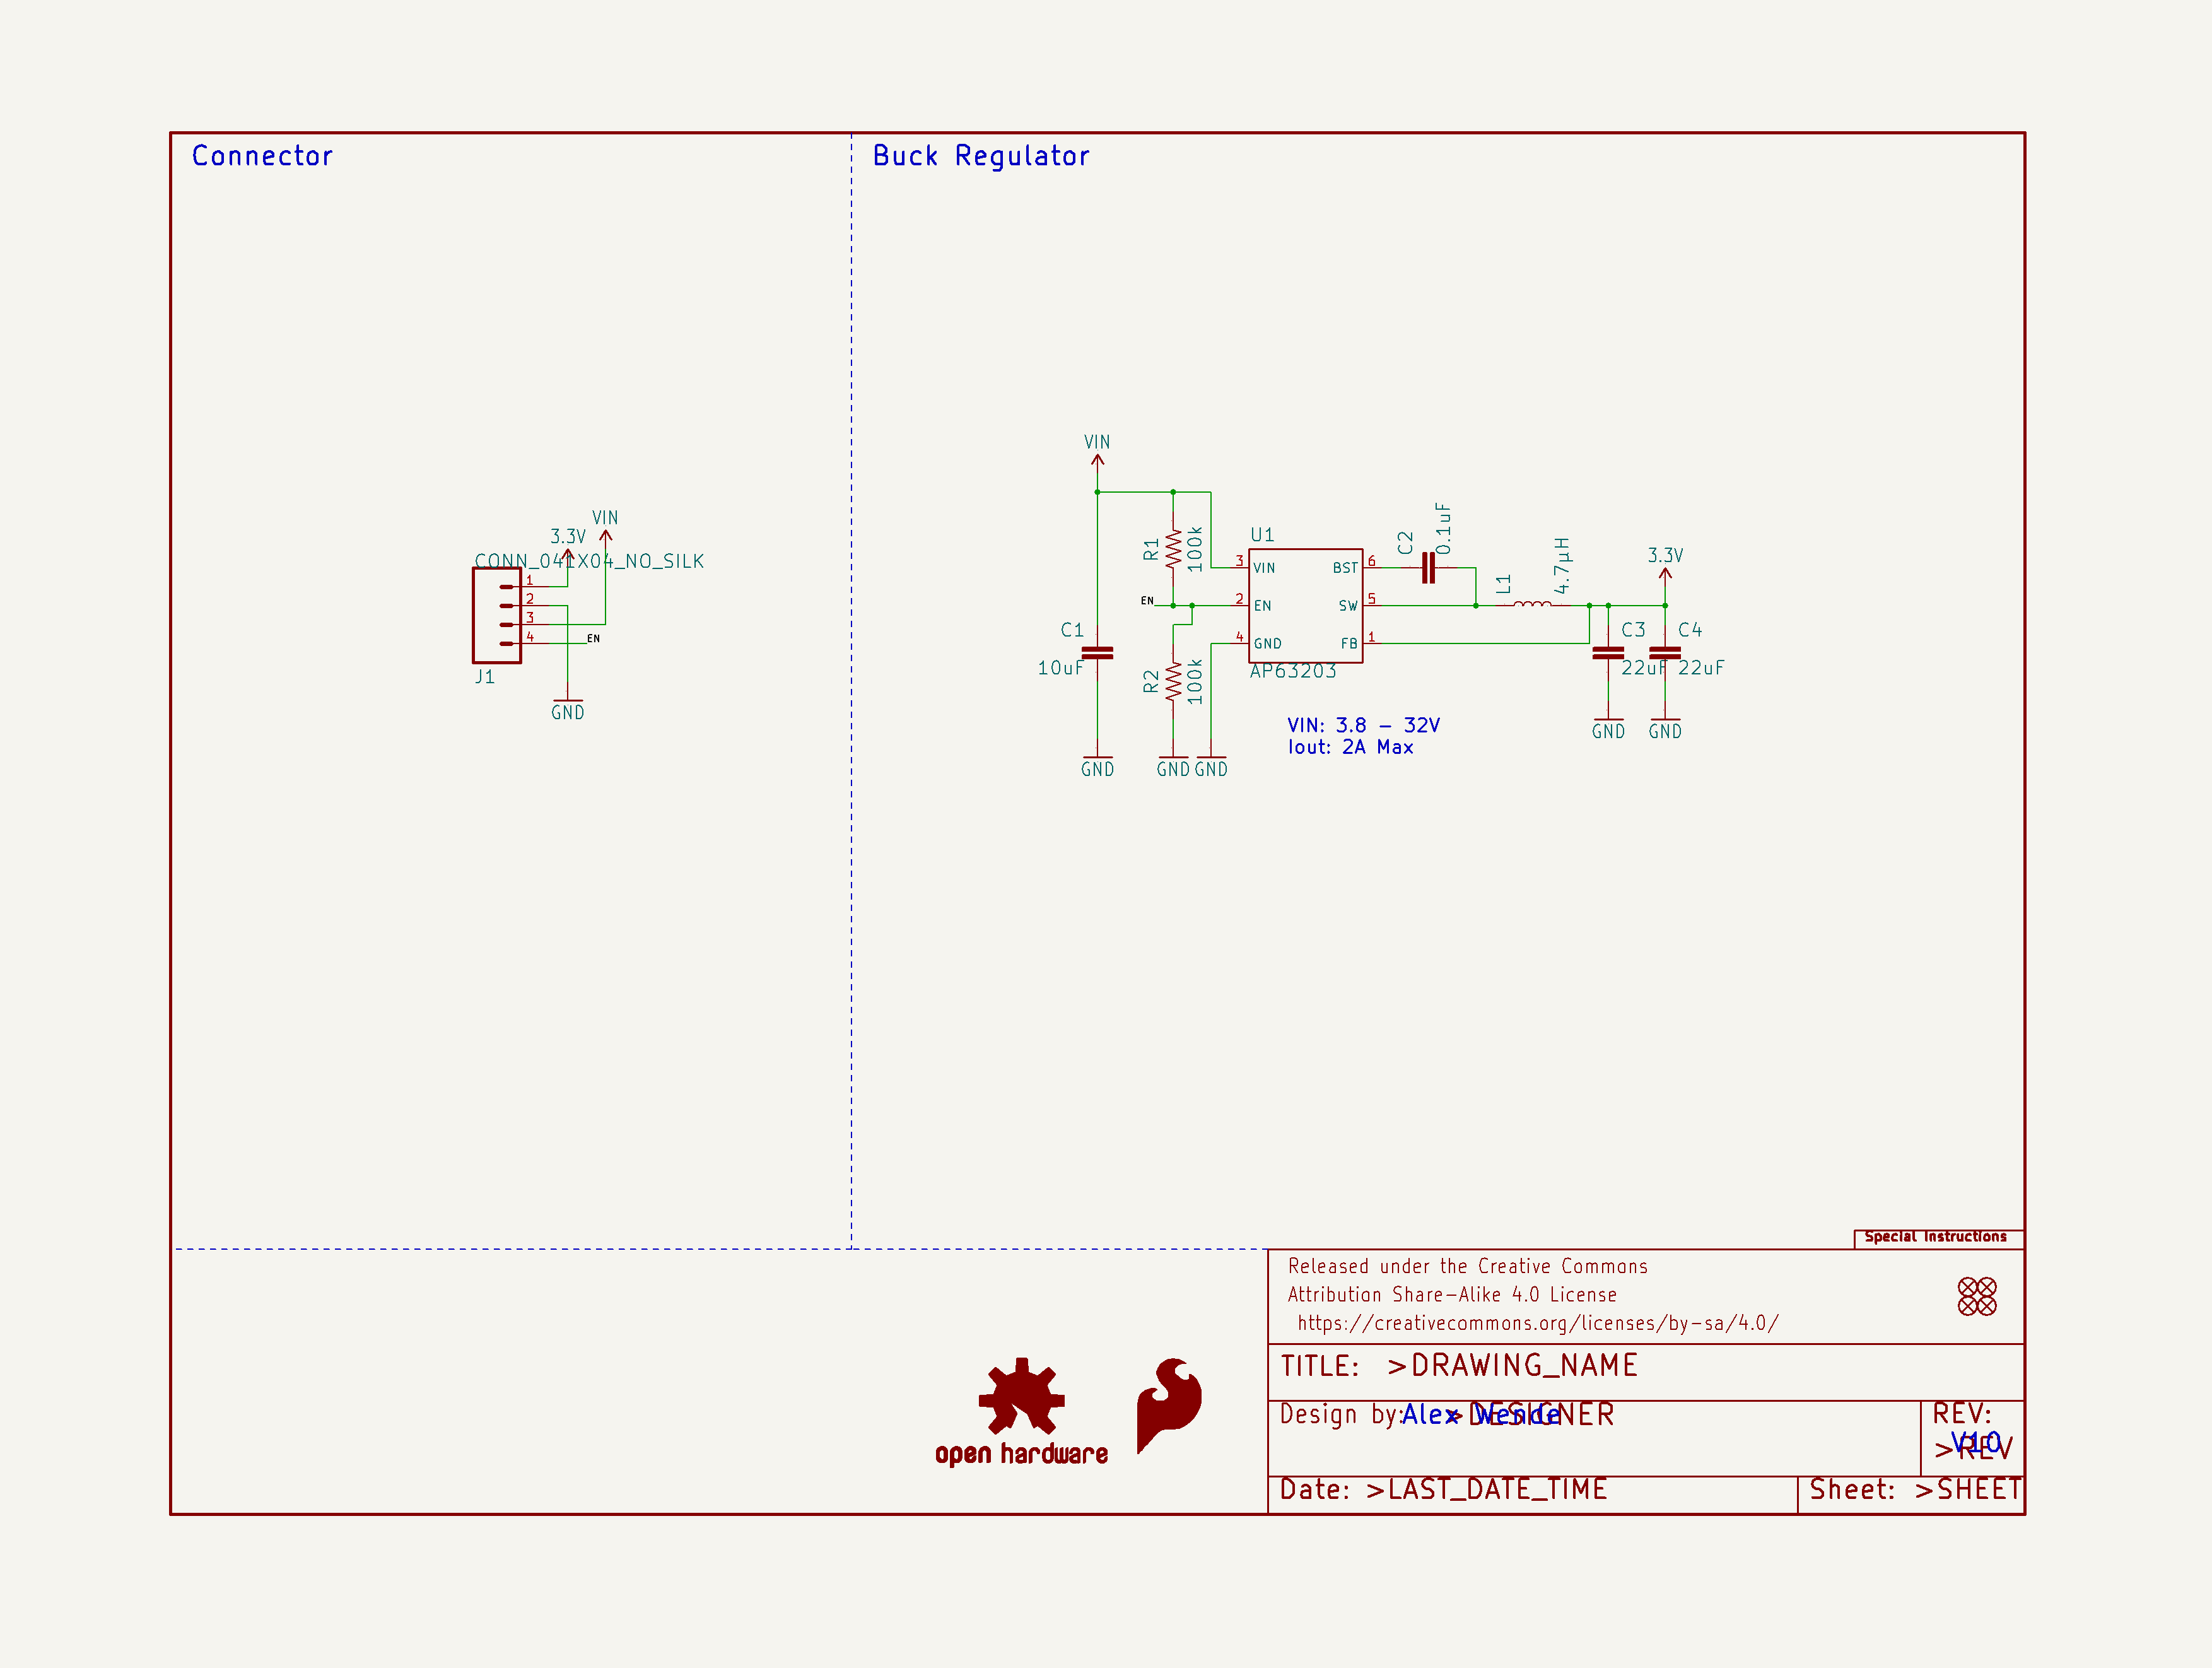 Connector
Buck Regulator
VIN
3.3V
CONN_041X04_NO_SILK
1
2
3
4
EN
J1
GND
VIN
R1
100k
EN
C1
10uF
R2
100k
U1
3
VIN
2
EN
4
GND
BST
6
SW
5
FB
1
AP63203
C2
0.1uF
L1
4.7µH
3.3V
C3
22uF
C4
22uF
VIN: 3.8 - 32V
Iout: 2A Max
GND
GND
GND
GND
GND
Special Instructions
Released under the Creative Commons
Attribution Share-Alike 4.0 License
https://creativecommons.org/licenses/by-sa/4.0/
TITLE: >DRAWING_NAME
Design by: >DESIGNER
Alex Wende
REV:
>REV
V10
Date: >LAST_DATE_TIME
Sheet: >SHEET
open hardware